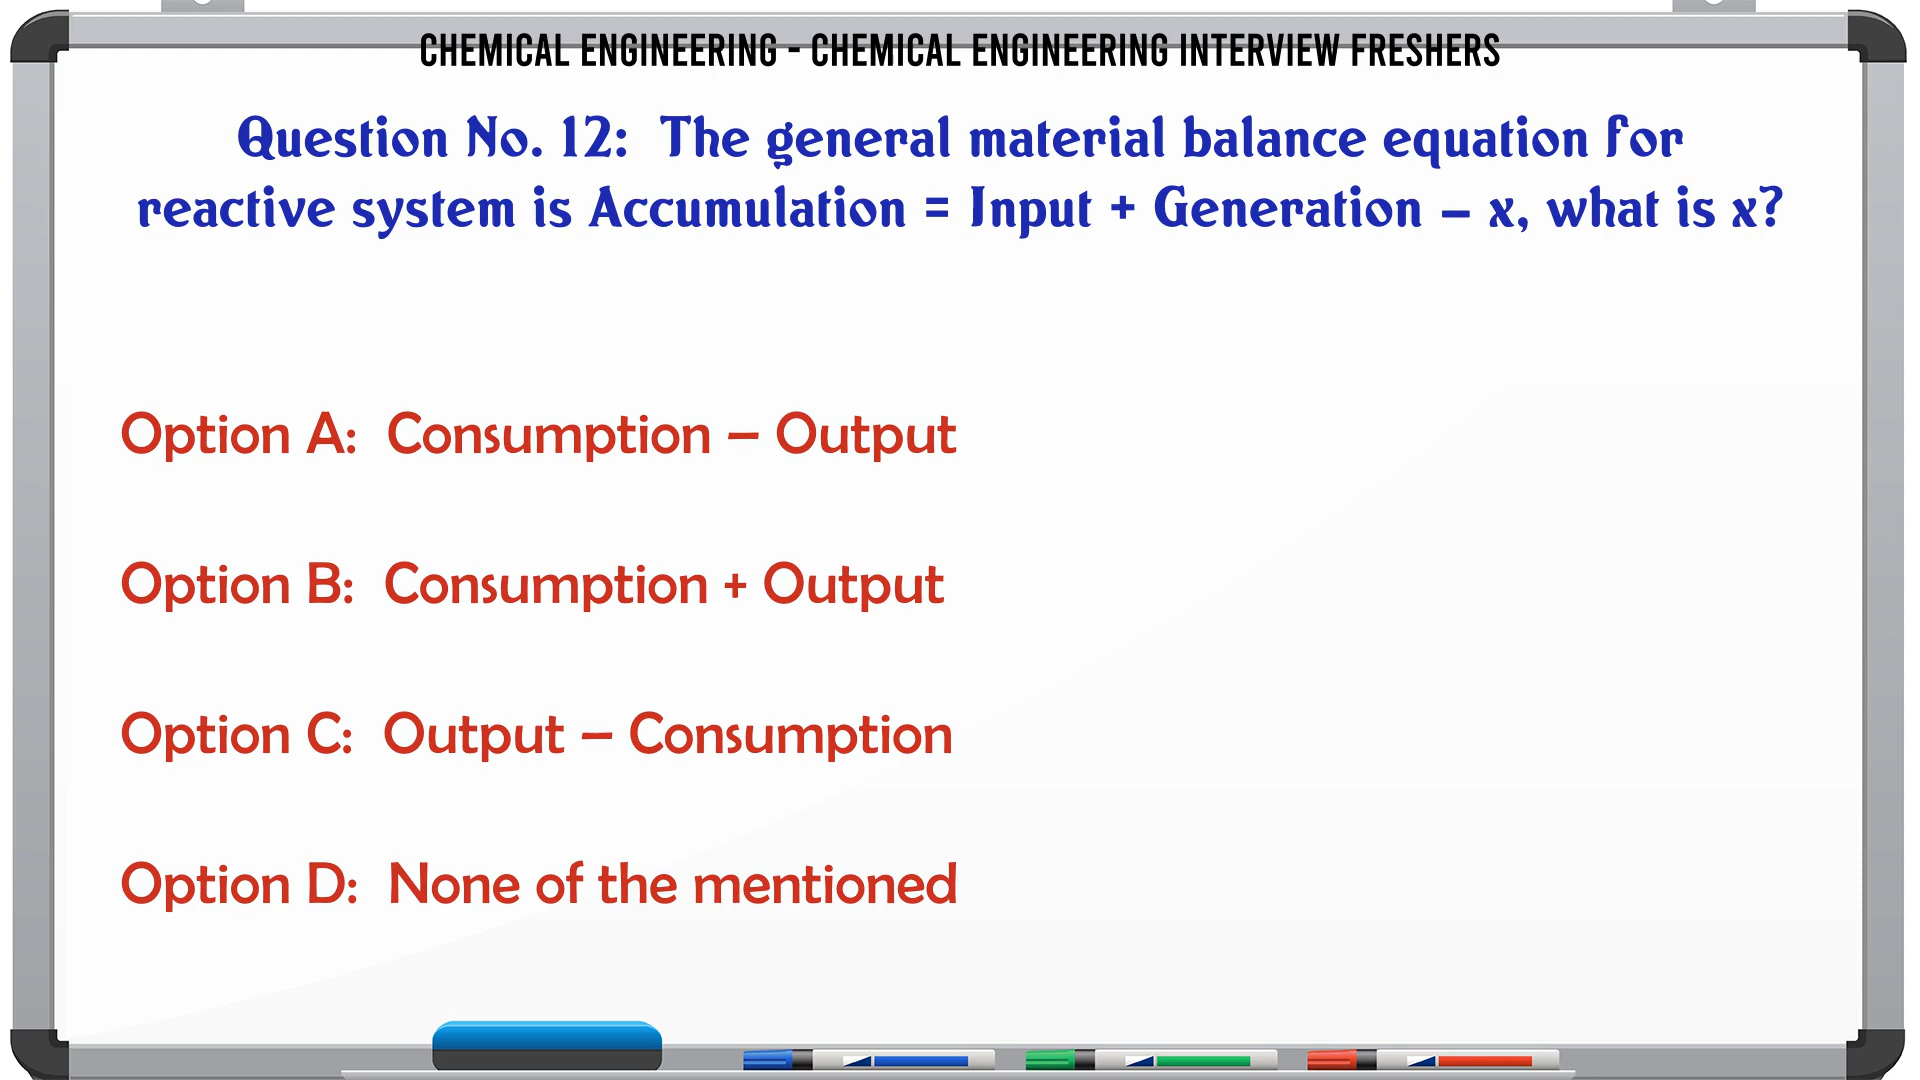 CHEMICAL ENGINEERING - CHEMICAL ENGINEERING INTERVIEW FRESHERS
Question No. 12: The general material balance equation for
reactive system is Accumulation = Input + Generation – x, what is x?
Option A: Consumption – Output
Option B: Consumption + Output
Option C: Output – Consumption
Option D: None of the mentioned